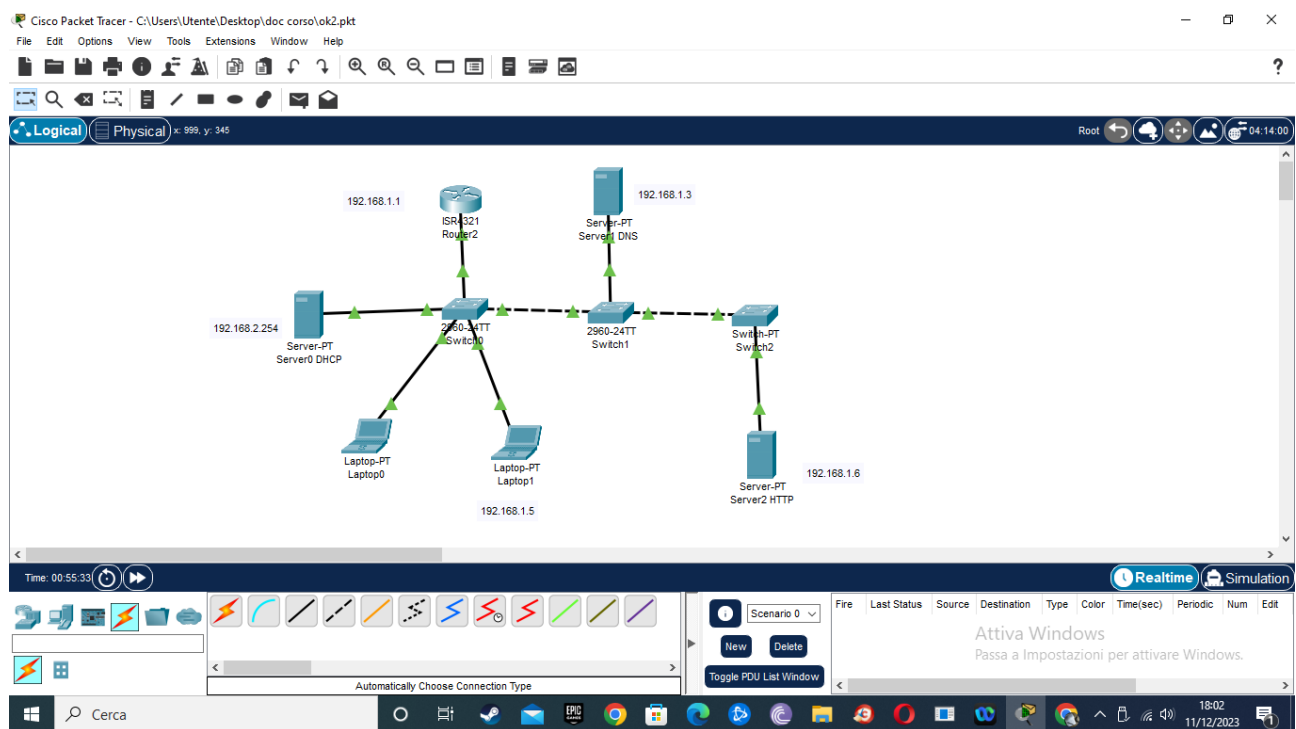 Cisco Packet Tracer - C:\Users\Utente\Desktop\doc corso\ok2.pkt
File Edit Options View Tools Extensions Window Help
?
Logical Physical x: 999, y: 345 Root 04:14:00
192.168.1.1
ISR4321
Router2
192.168.1.3
Server-PT
Server1 DNS
192.168.2.254
Server-PT
Server0 DHCP
2960-24TT
Switch0
2960-24TT
Switch1
Switch-PT
Switch2
Laptop-PT
Laptop0
Laptop-PT
Laptop1
192.168.1.5
192.168.1.6
Server-PT
Server2 HTTP
Time: 00:55:33 Realtime Simulation
Scenario 0
New Delete
Toggle PDU List Window
Fire Last Status Source Destination Type Color Time(sec) Periodic Num Edit
Attiva Windows
Passa a Impostazioni per attivare Windows.
Automatically Choose Connection Type
Cerca
EPIC
GAMES
18:02
11/12/2023
1